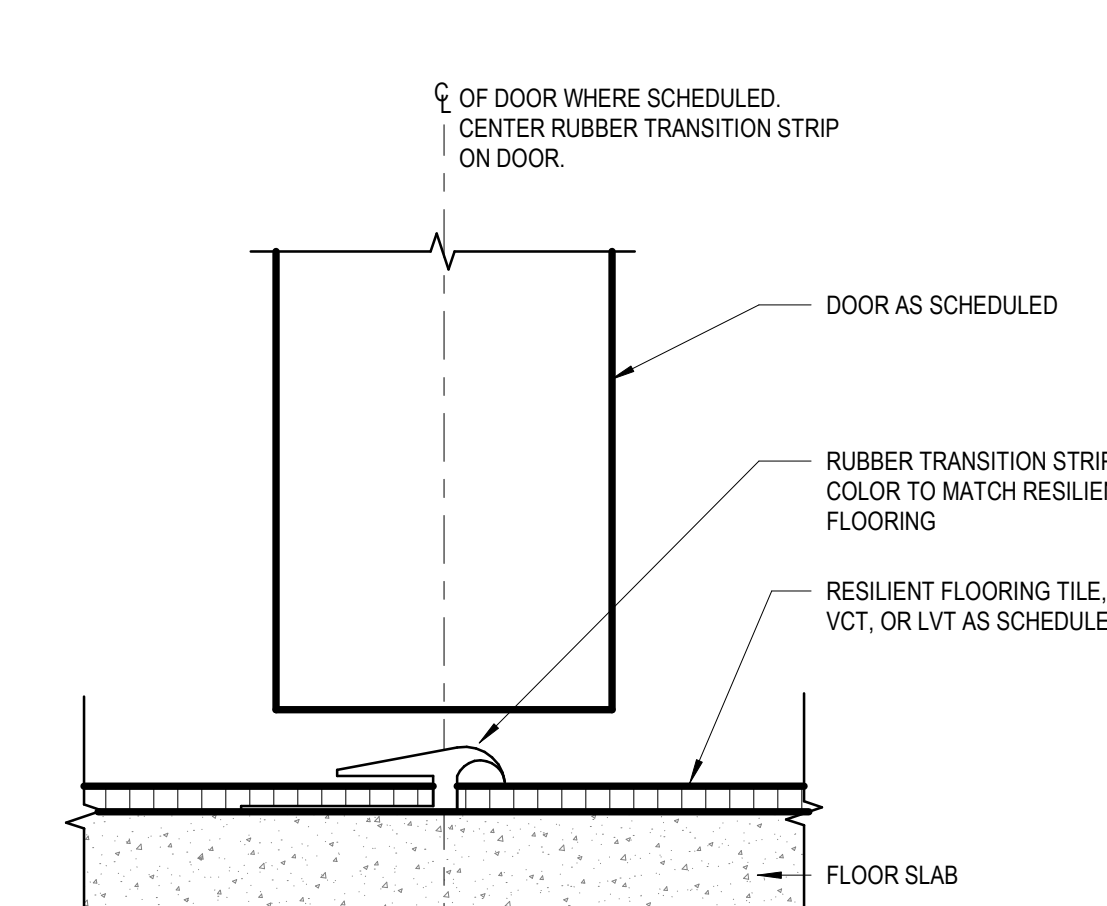 ℄ OF DOOR WHERE SCHEDULED.
CENTER RUBBER TRANSITION STRIP
ON DOOR.
DOOR AS SCHEDULED
RUBBER TRANSITION STRIP
COLOR TO MATCH RESILIEN
FLOORING
RESILIENT FLOORING TILE,
VCT, OR LVT AS SCHEDULE
FLOOR SLAB